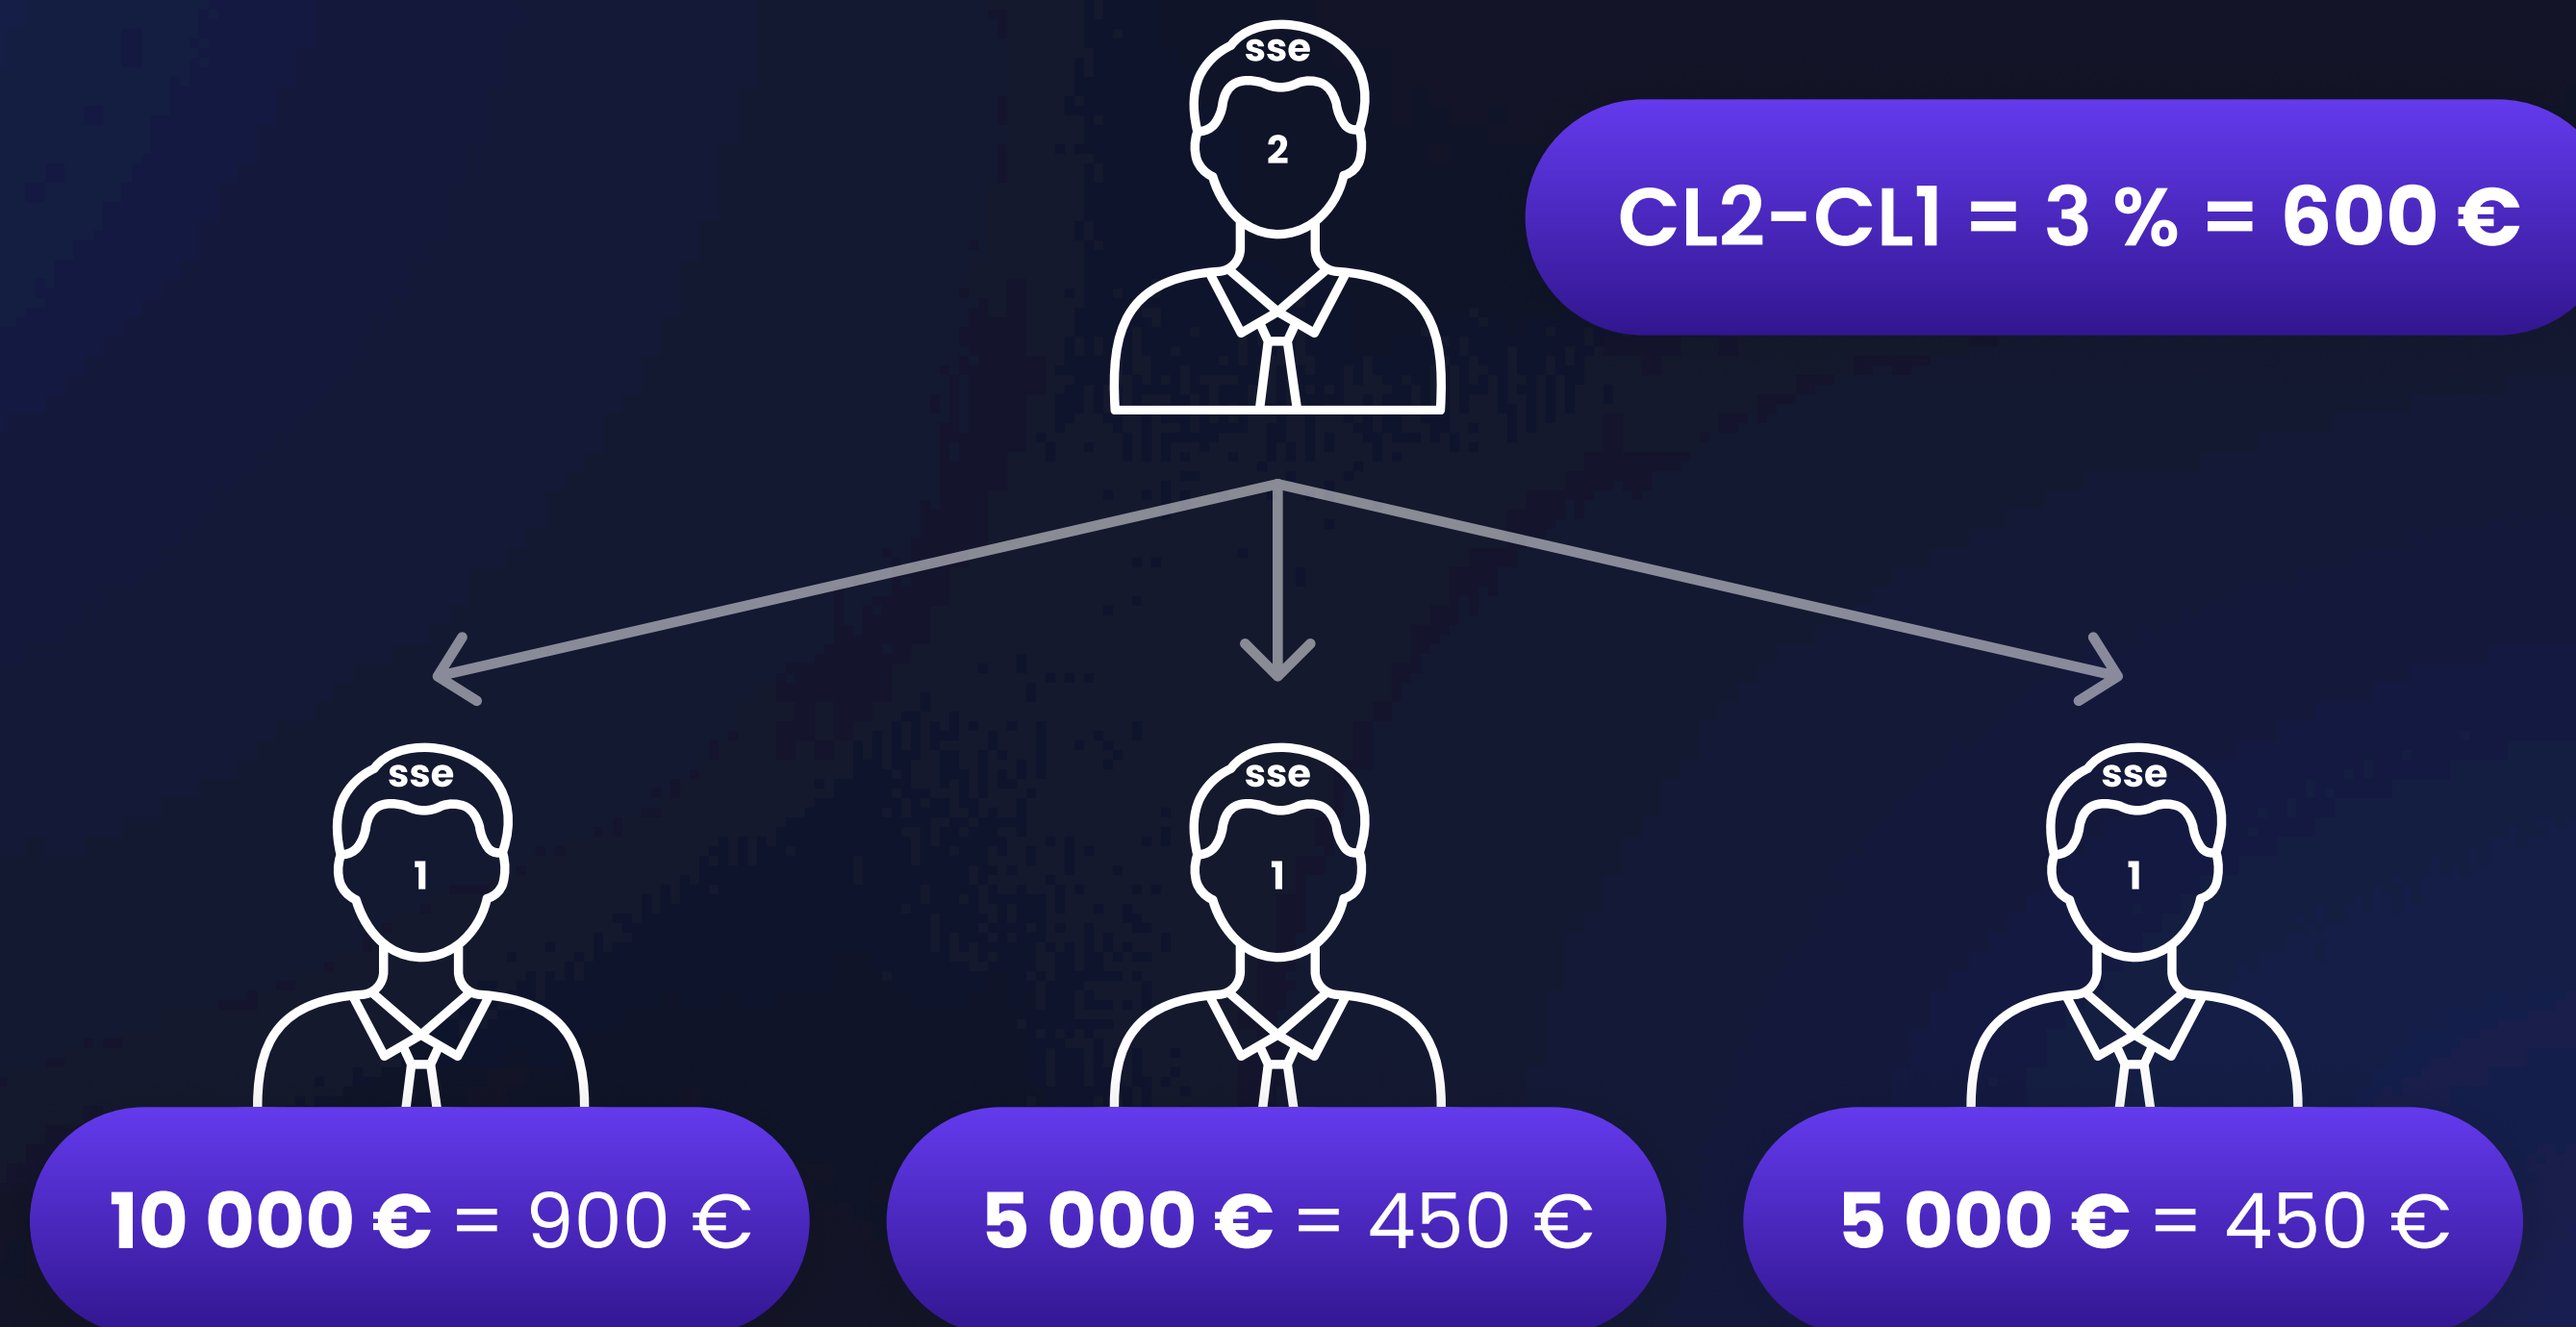 sse
2
CL2-CL1 = 3 % = 600 €
sse
1
sse
1
sse
1
10 000 € = 900 €
5 000 € = 450 €
5 000 € = 450 €